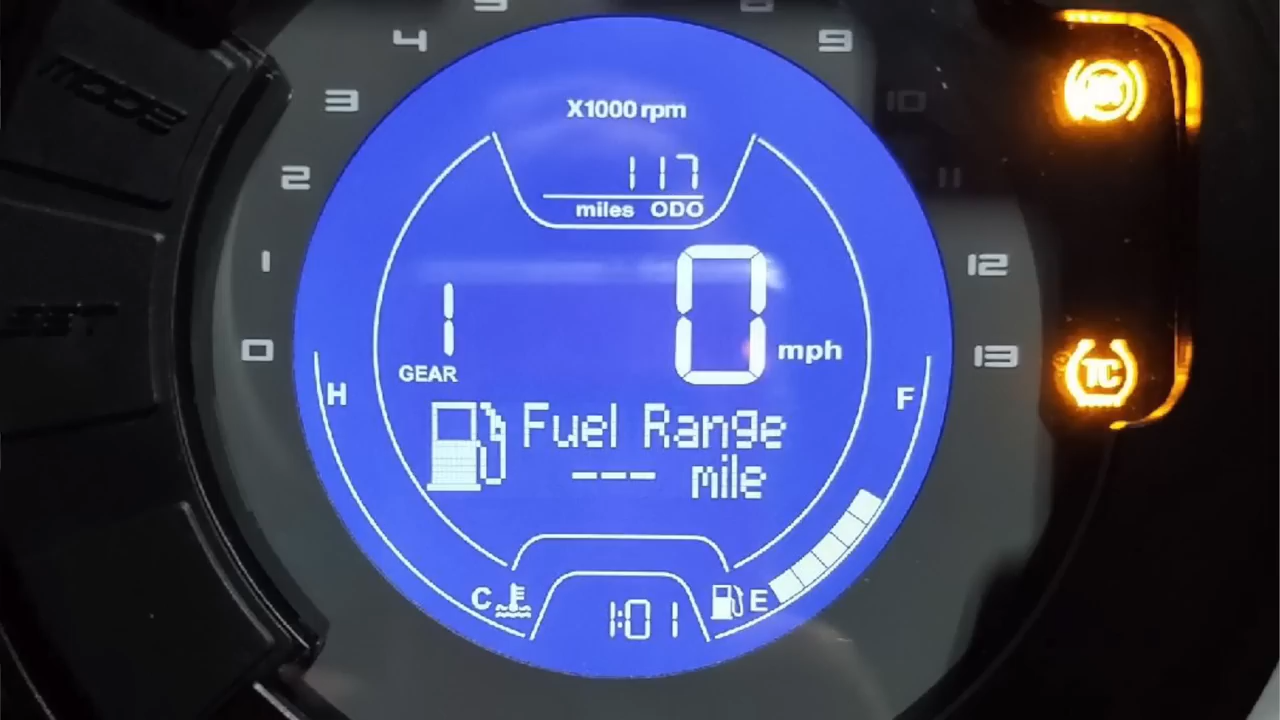 4 9
MODE 3 10
X1000 rpm
117
2 11
miles ODO
1 12
1 0
0 mph 13 TC
GEAR
H F
Fuel Range
--- mile
C E
1:01